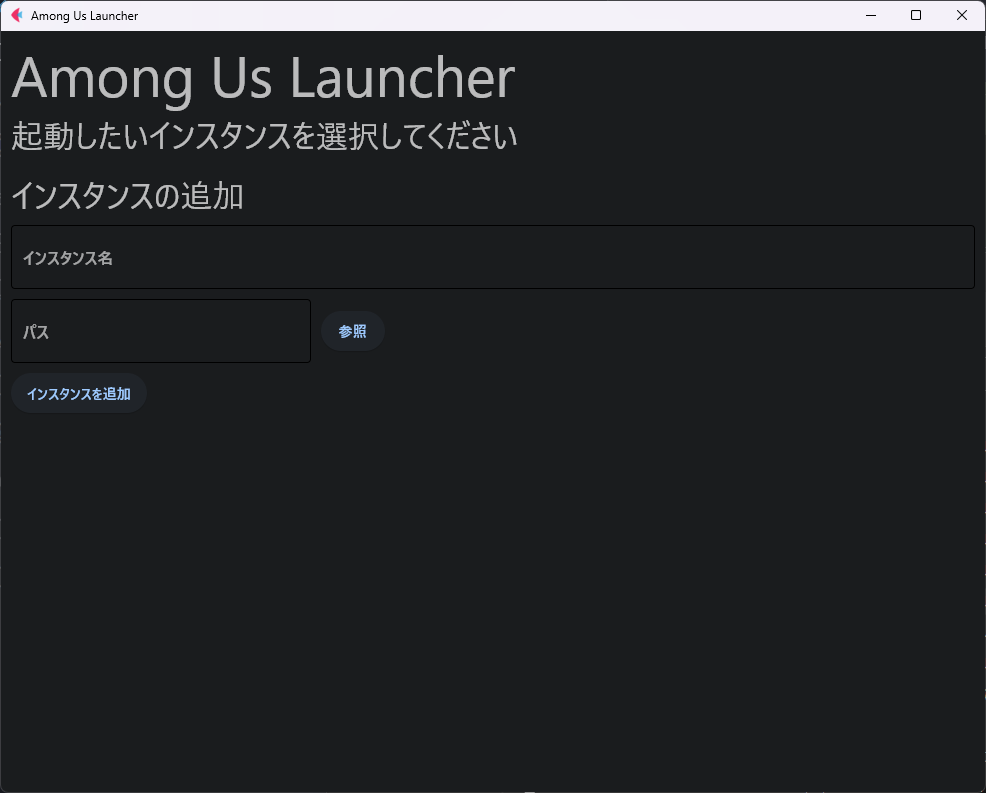 Among Us Launcher
Among Us Launcher
起動したいインスタンスを選択してください
インスタンスの追加
インスタンス名
パス
参照
インスタンスを追加